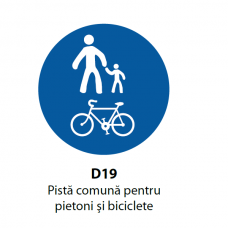 D19
Pistă comună pentru
pietoni și biciclete